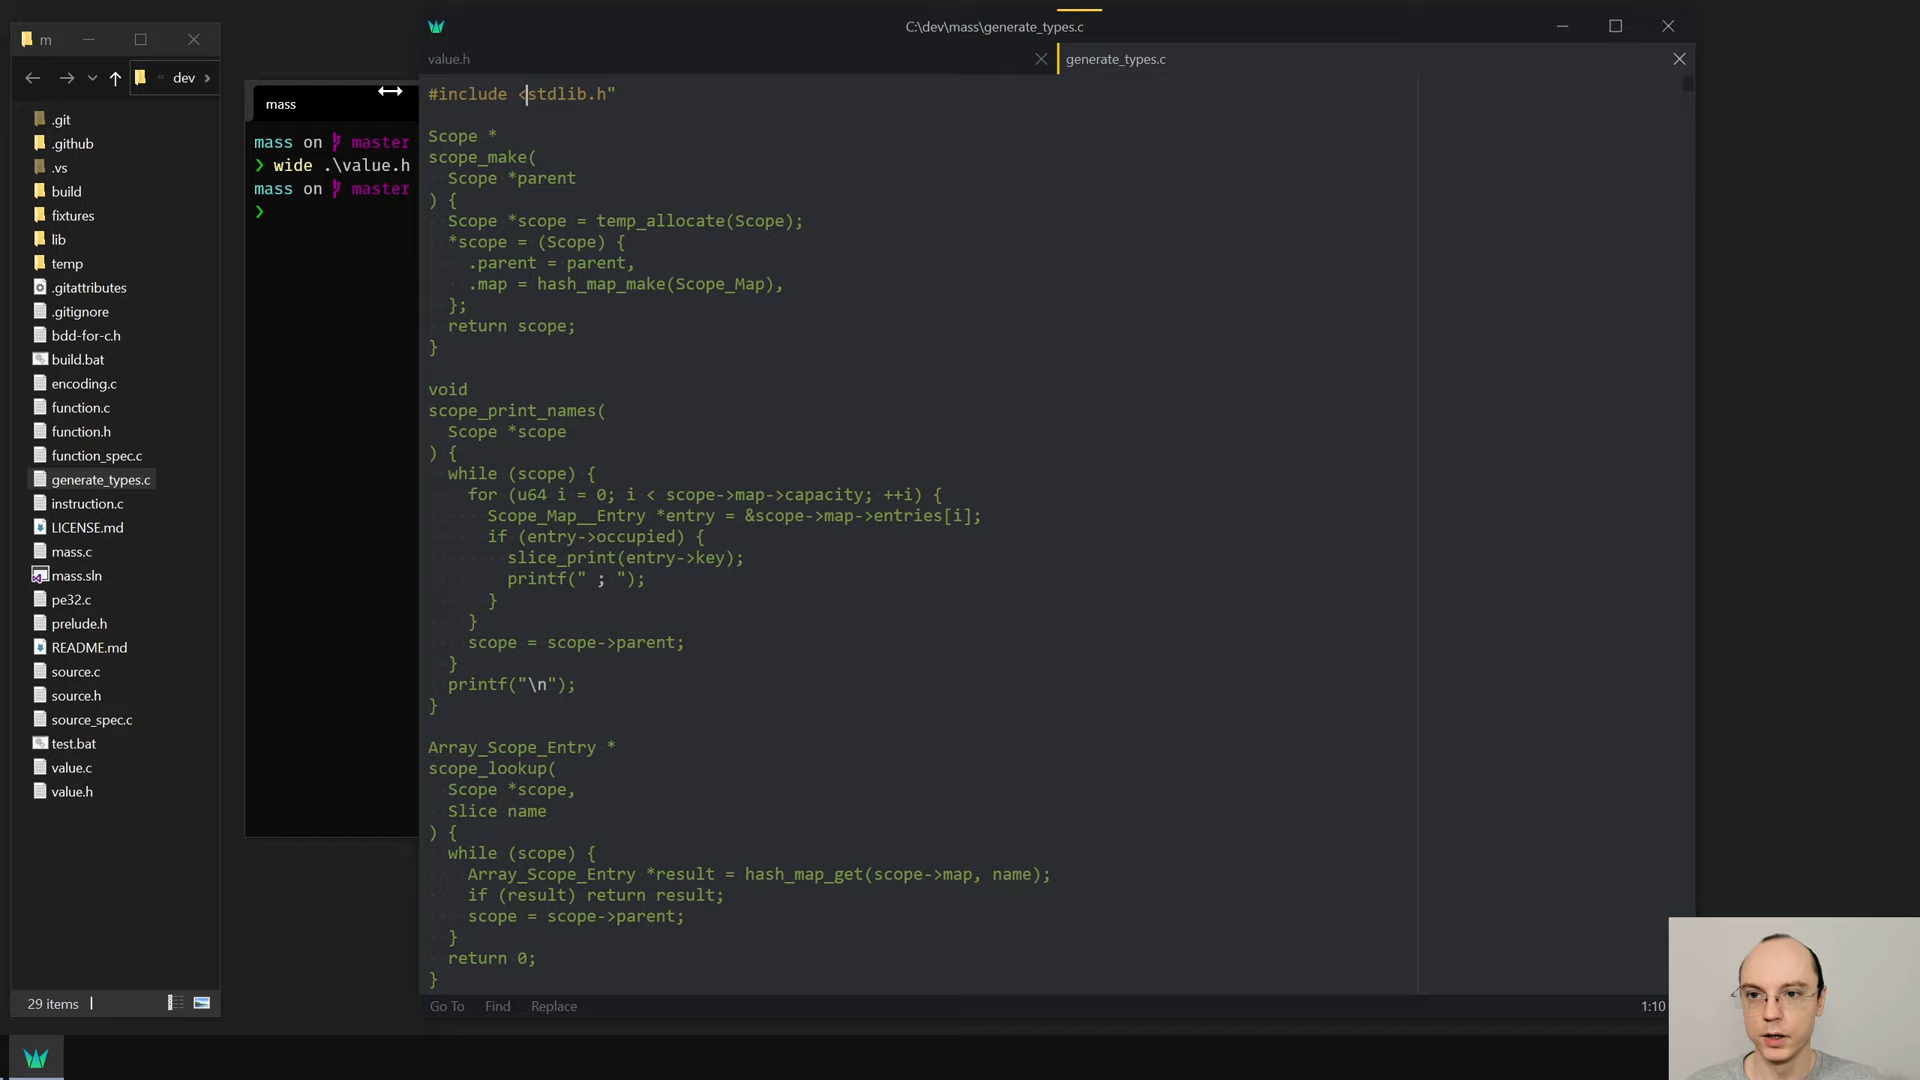 m
dev
.git
.github
.vs
build
fixtures
lib
temp
.gitattributes
.gitignore
bdd-for-c.h
build.bat
encoding.c
function.c
function.h
function_spec.c
generate_types.c
instruction.c
LICENSE.md
mass.c
mass.sln
pe32.c
prelude.h
README.md
source.c
source.h
source_spec.c
test.bat
value.c
value.h
29 items
mass
mass on master
❯ wide .\value.h
mass on master
❯
C:\dev\mass\generate_types.c
value.h
generate_types.c
#include <stdlib.h"
Scope *
scope_make(
Scope *parent
) {
Scope *scope = temp_allocate(Scope);
*scope = (Scope) {
.parent = parent,
.map = hash_map_make(Scope_Map),
};
return scope;
}
void
scope_print_names(
Scope *scope
) {
while (scope) {
for (u64 i = 0; i < scope->map->capacity; ++i) {
Scope_Map__Entry *entry = &scope->map->entries[i];
if (entry->occupied) {
slice_print(entry->key);
printf(" ; ");
}
}
scope = scope->parent;
}
printf("\n");
}
Array_Scope_Entry *
scope_lookup(
Scope *scope,
Slice name
) {
while (scope) {
Array_Scope_Entry *result = hash_map_get(scope->map, name);
if (result) return result;
scope = scope->parent;
}
return 0;
}
Go To Find Replace
1:10